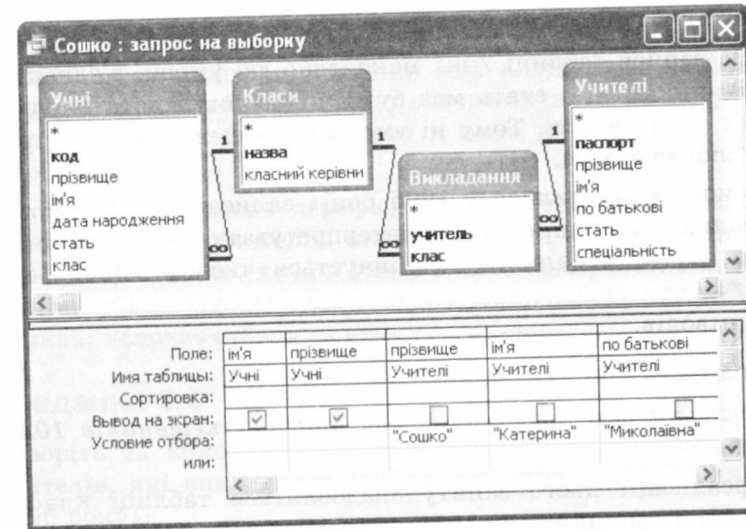 Сошко : запрос на выборку
Учні
*
код
прізвище
ім'я
дата народження
стать
клас
1
∞
Класи
*
назва
класний керівни
1
∞
Викладання
*
учитель
клас
1
∞
Учителі
*
паспорт
прізвище
ім'я
по батькові
стать
спеціальність
Поле: ім'я прізвище прізвище ім'я по батькові
Имя таблицы: Учні Учні Учителі Учителі Учителі
Сортировка:
Вывод на экран:
Условие отбора: "Сошко" "Катерина" "Миколаївна"
или: